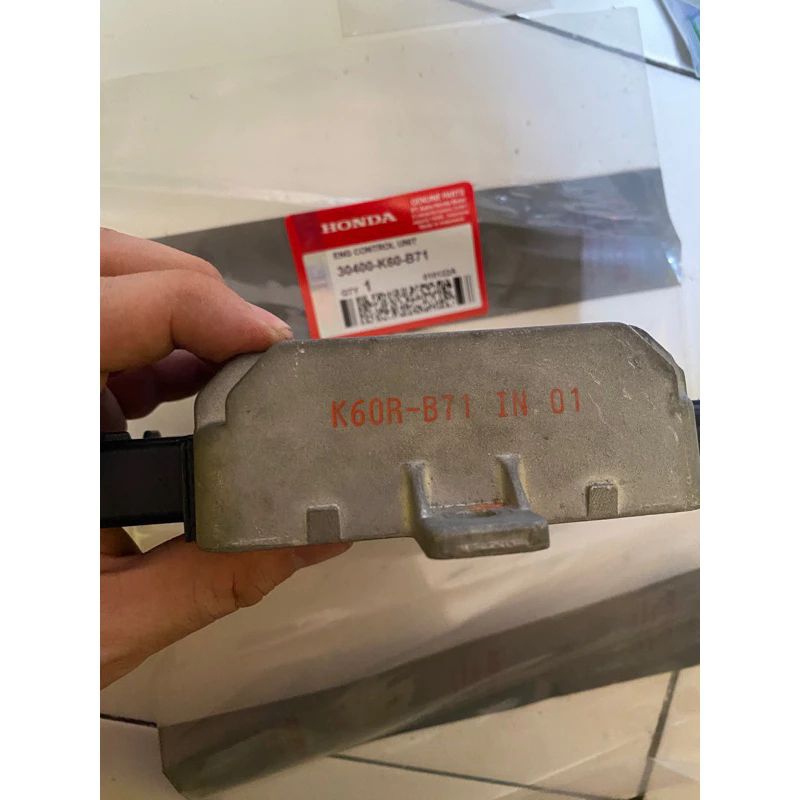 HONDA
GENUINE PARTS
ENG CONTROL UNIT
30400-K60-B71
QTY 1
K60R-B71 IN 01